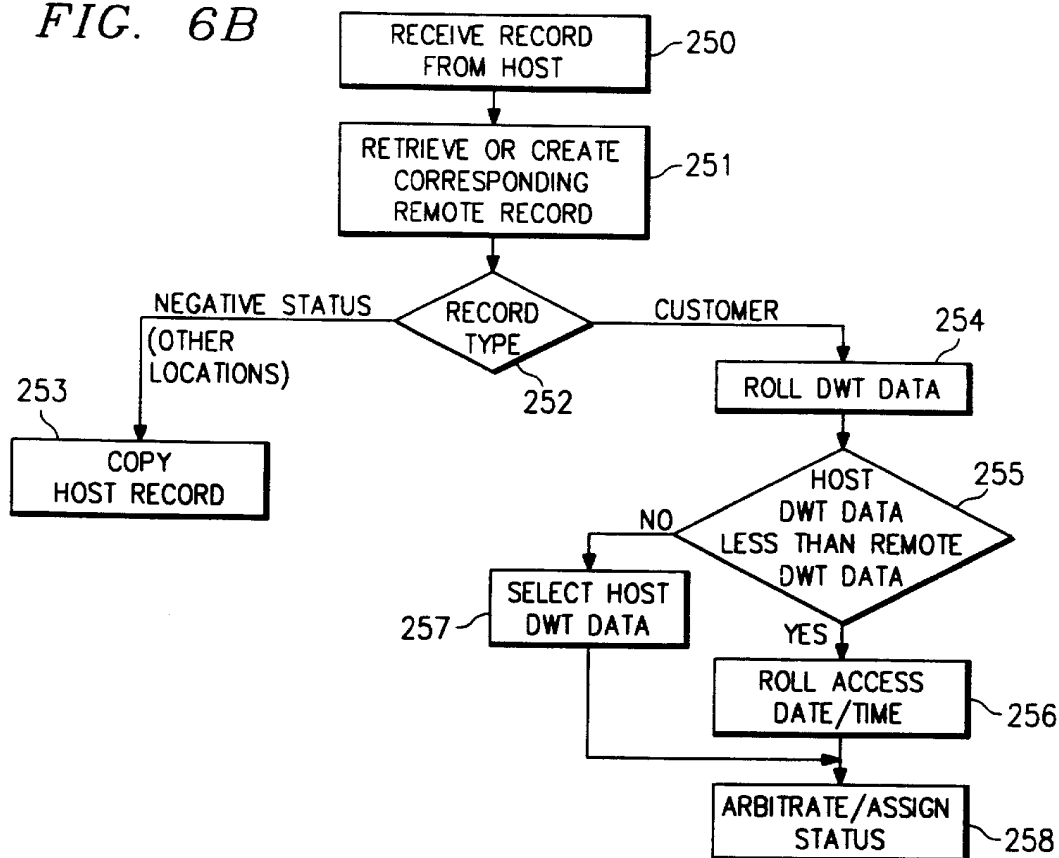 FIG. 6B
RECEIVE RECORD
FROM HOST
250
RETRIEVE OR CREATE
CORRESPONDING
REMOTE RECORD
251
NEGATIVE STATUS
(OTHER
LOCATIONS)
RECORD
TYPE
252
CUSTOMER
253
COPY
HOST RECORD
254
ROLL DWT DATA
HOST
DWT DATA
LESS THAN REMOTE
DWT DATA
255
NO
SELECT HOST
DWT DATA
257
YES
ROLL ACCESS
DATE/TIME
256
ARBITRATE/ASSIGN
STATUS
258